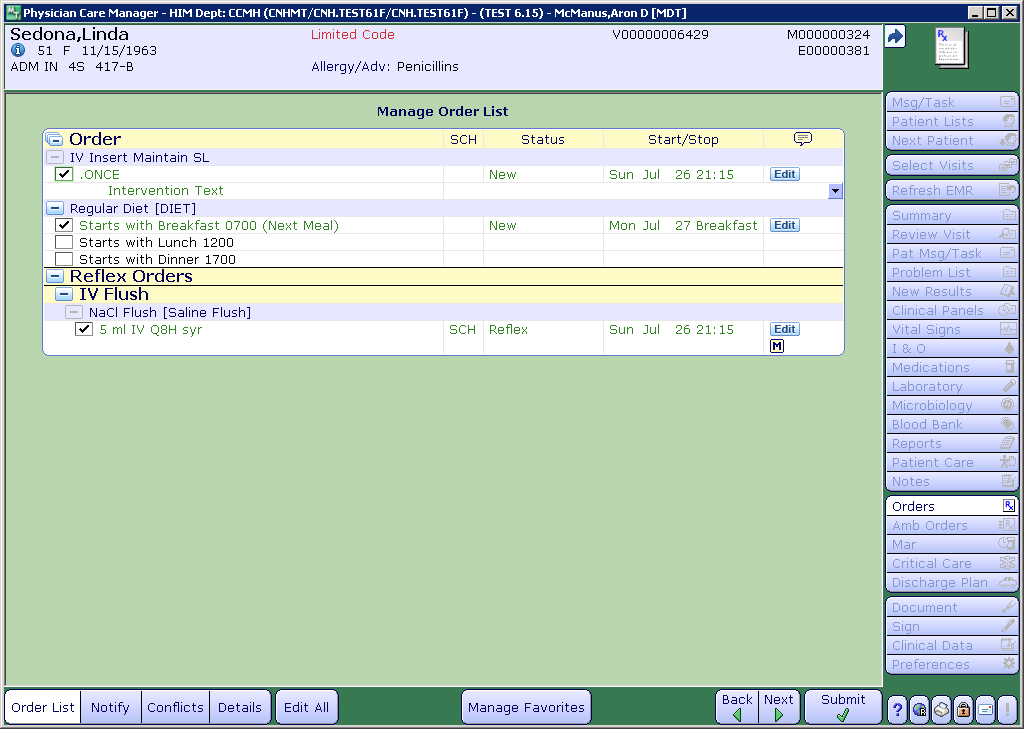 Physician Care Manager - HIM Dept: CCMH (CNHMT/CNH.TEST61F/CNH.TEST61F) - (TEST 6.15) - McManus,Aron D [MDT]
Sedona,Linda Limited Code V00000006429 M000000324
51 F 11/15/1963 E00000381
ADM IN 4S 417-B Allergy/Adv: Penicillins
Rx
Manage Order List
Order SCH Status Start/Stop
IV Insert Maintain SL
.ONCE New Sun Jul 26 21:15 Edit
Intervention Text
Regular Diet [DIET]
Starts with Breakfast 0700 (Next Meal) New Mon Jul 27 Breakfast Edit
Starts with Lunch 1200
Starts with Dinner 1700
Reflex Orders
IV Flush
NaCl Flush [Saline Flush]
5 ml IV Q8H syr SCH Reflex Sun Jul 26 21:15 Edit
M
Msg/Task
Patient Lists
Next Patient
Select Visits
Refresh EMR
Summary
Review Visit
Pat Msg/Task
Problem List
New Results
Clinical Panels
Vital Signs
I & O
Medications
Laboratory
Microbiology
Blood Bank
Reports
Patient Care
Notes
Orders
Amb Orders
Mar
Critical Care
Discharge Plan
Document
Sign
Clinical Data
Preferences
Order List Notify Conflicts Details Edit All Manage Favorites Back Next Submit